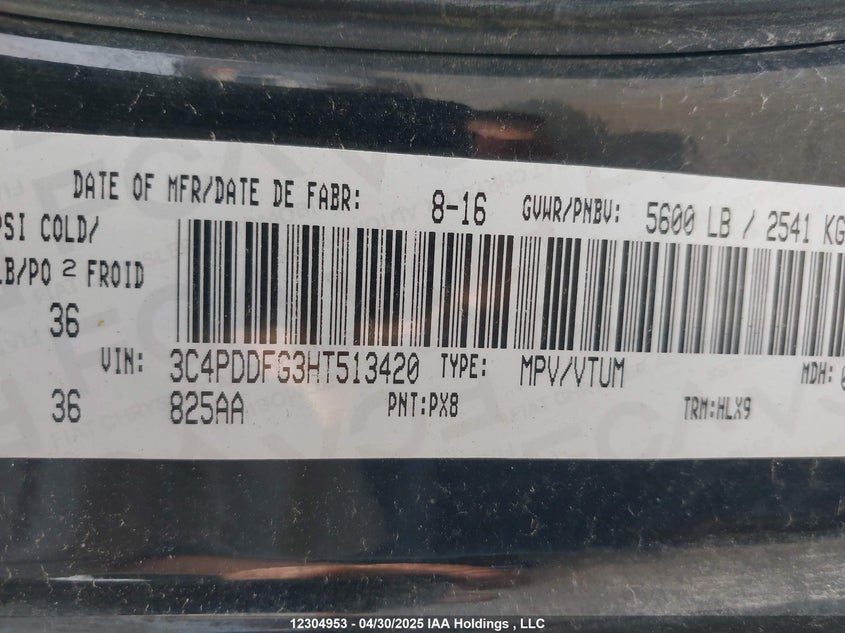 DATE OF MFR/DATE DE FABR: 8-16 GVWR/PNBV: 5600 LB / 2541 KG
PSI COLD/
LB/PO 2 FROID
36
VIN: 3C4PDDFG3HT513420 TYPE: MPV/VTUM MDH: 0
36 825AA PNT:PX8 TRM:HLX9
12304953 - 04/30/2025 IAA Holdings , LLC